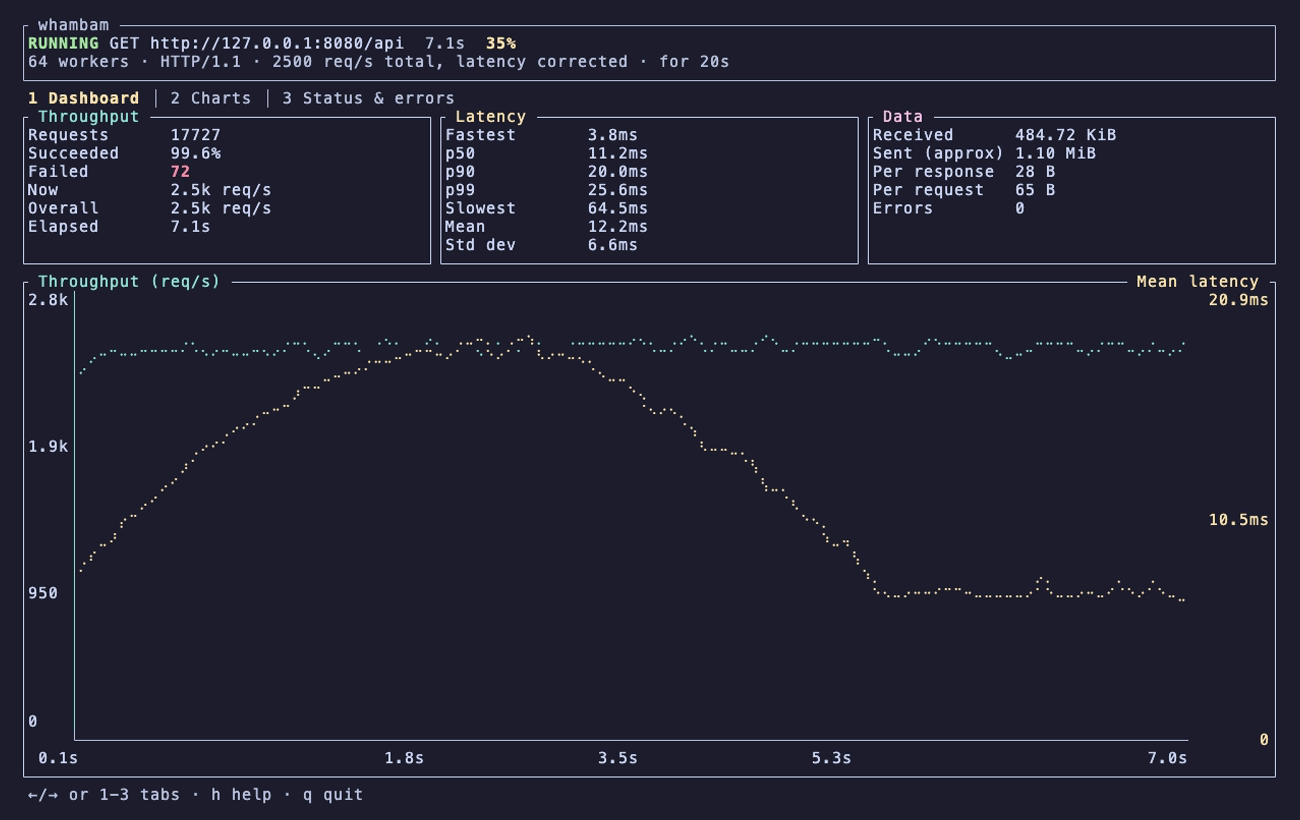 whambam
RUNNING GET http://127.0.0.1:8080/api 7.1s 35%
64 workers · HTTP/1.1 · 2500 req/s total, latency corrected · for 20s
1 Dashboard │ 2 Charts │ 3 Status & errors
Throughput
Requests 17727
Succeeded 99.6%
Failed 72
Now 2.5k req/s
Overall 2.5k req/s
Elapsed 7.1s
Latency
Fastest 3.8ms
p50 11.2ms
p90 20.0ms
p99 25.6ms
Slowest 64.5ms
Mean 12.2ms
Std dev 6.6ms
Data
Received 484.72 KiB
Sent (approx) 1.10 MiB
Per response 28 B
Per request 65 B
Errors 0
Throughput (req/s) Mean latency
2.8k 20.9ms
1.9k
10.5ms
950
0
0
0.1s 1.8s 3.5s 5.3s 7.0s
←/→ or 1-3 tabs · h help · q quit